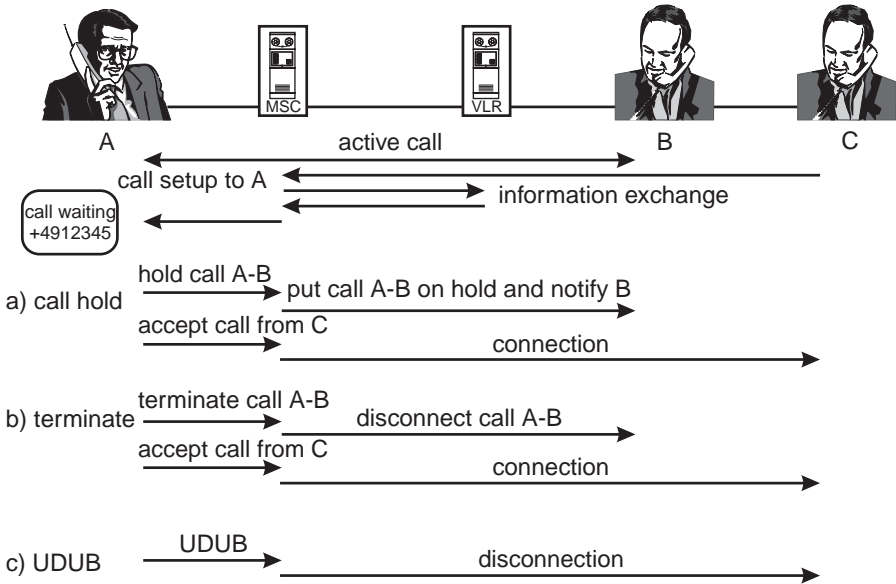 MSC
VLR
A
B
C
active call
call setup to A
information exchange
call waiting
+4912345
a) call hold
hold call A-B
put call A-B on hold and notify B
accept call from C
connection
b) terminate
terminate call A-B
disconnect call A-B
accept call from C
connection
c) UDUB
UDUB
disconnection